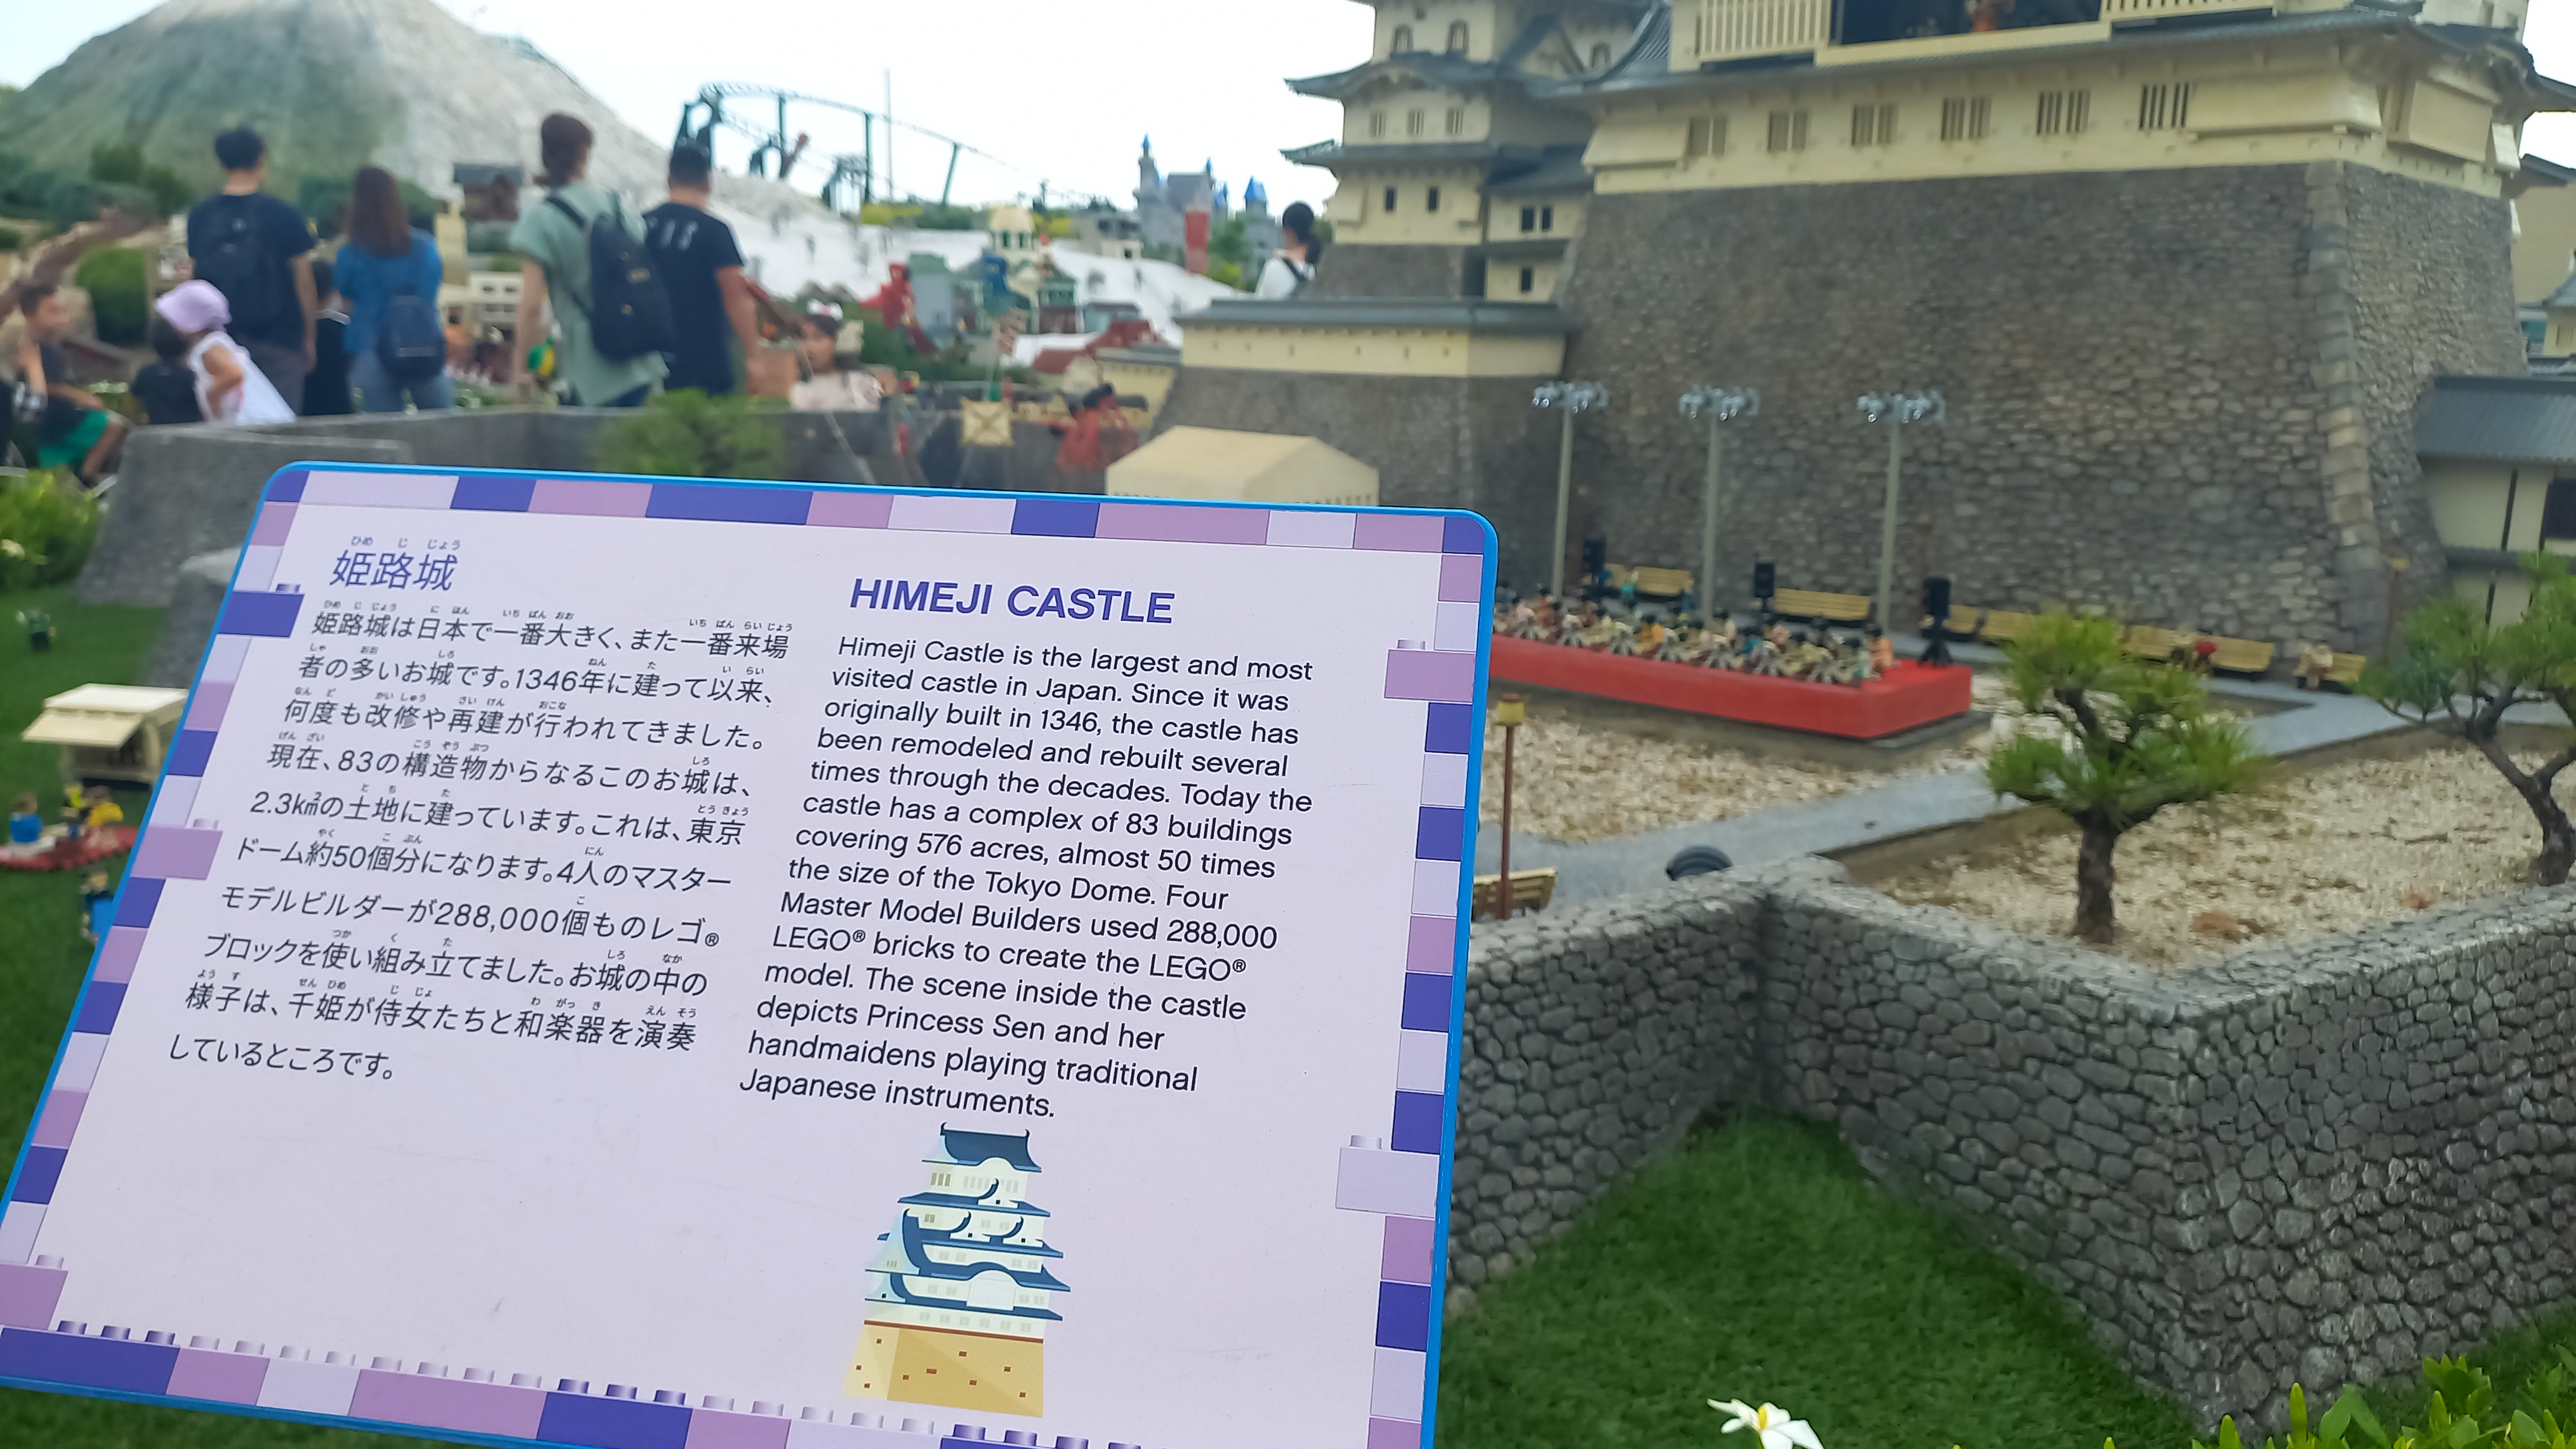 姫路城
姫路城は日本で一番大きく、また一番来場
者の多いお城です。1346年に建って以来、
何度も改修や再建が行われてきました。
現在、83の構造物からなるこのお城は、
2.3k㎡の土地に建っています。これは、東京
ドーム約50個分になります。4人のマスター
モデルビルダーが288,000個ものレゴ®
ブロックを使い組み立てました。お城の中の
様子は、千姫が侍女たちと和楽器を演奏
しているところです。
HIMEJI CASTLE
Himeji Castle is the largest and most
visited castle in Japan. Since it was
originally built in 1346, the castle has
been remodeled and rebuilt several
times through the decades. Today the
castle has a complex of 83 buildings
covering 576 acres, almost 50 times
the size of the Tokyo Dome. Four
Master Model Builders used 288,000
LEGO® bricks to create the LEGO®
model. The scene inside the castle
depicts Princess Sen and her
handmaidens playing traditional
Japanese instruments.